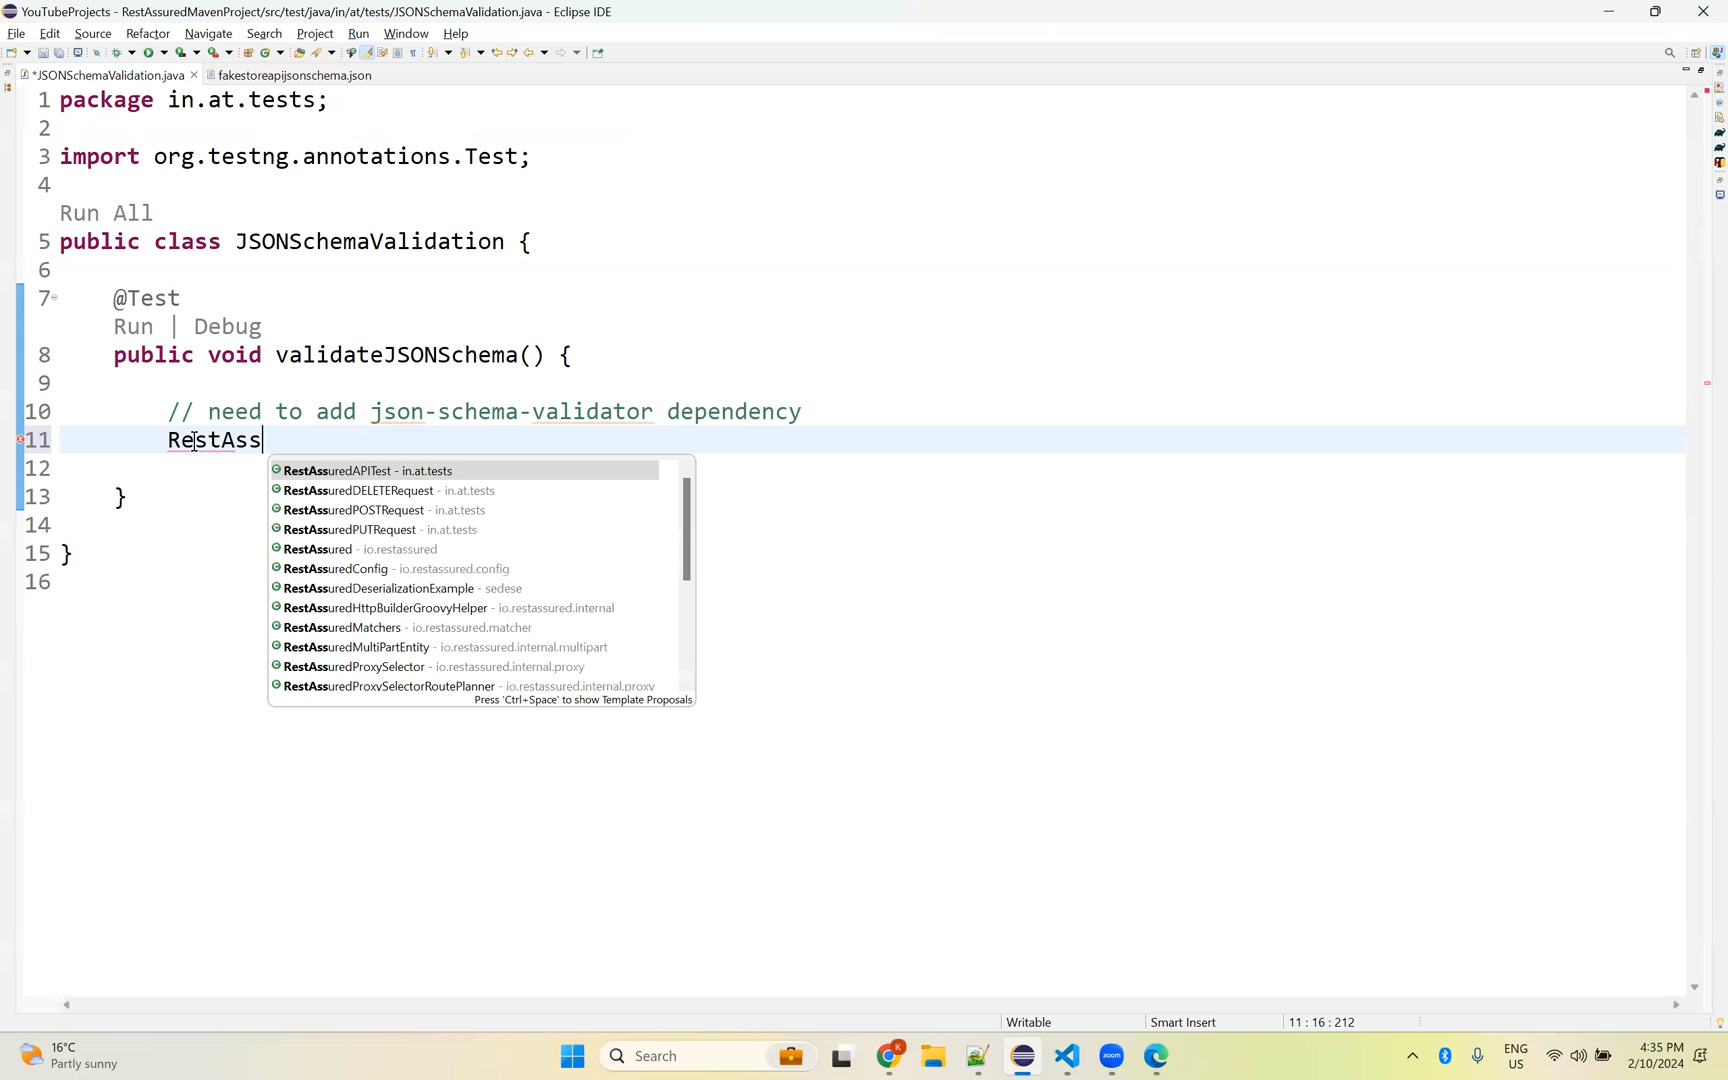 YouTubeProjects - RestAssuredMavenProject/src/test/java/in/at/tests/JSONSchemaValidation.java - Eclipse IDE
File Edit Source Refactor Navigate Search Project Run Window Help
*JSONSchemaValidation.java fakestoreapijsonschema.json
1 package in.at.tests;
2
3 import org.testng.annotations.Test;
4
Run All
5 public class JSONSchemaValidation {
6
7 @Test
Run | Debug
8 public void validateJSONSchema() {
9
10 // need to add json-schema-validator dependency
11 RestAss
12
13 }
14
15 }
16
RestAssuredAPITest - in.at.tests
RestAssuredDELETERequest - in.at.tests
RestAssuredPOSTRequest - in.at.tests
RestAssuredPUTRequest - in.at.tests
RestAssured - io.restassured
RestAssuredConfig - io.restassured.config
RestAssuredDeserializationExample - sedese
RestAssuredHttpBuilderGroovyHelper - io.restassured.internal
RestAssuredMatchers - io.restassured.matcher
RestAssuredMultiPartEntity - io.restassured.internal.multipart
RestAssuredProxySelector - io.restassured.internal.proxy
RestAssuredProxySelectorRoutePlanner - io.restassured.internal.proxy
Press 'Ctrl+Space' to show Template Proposals
Writable Smart Insert 11 : 16 : 212
16°C
Partly sunny
Search
K
zoom
ENG
US
4:35 PM
2/10/2024